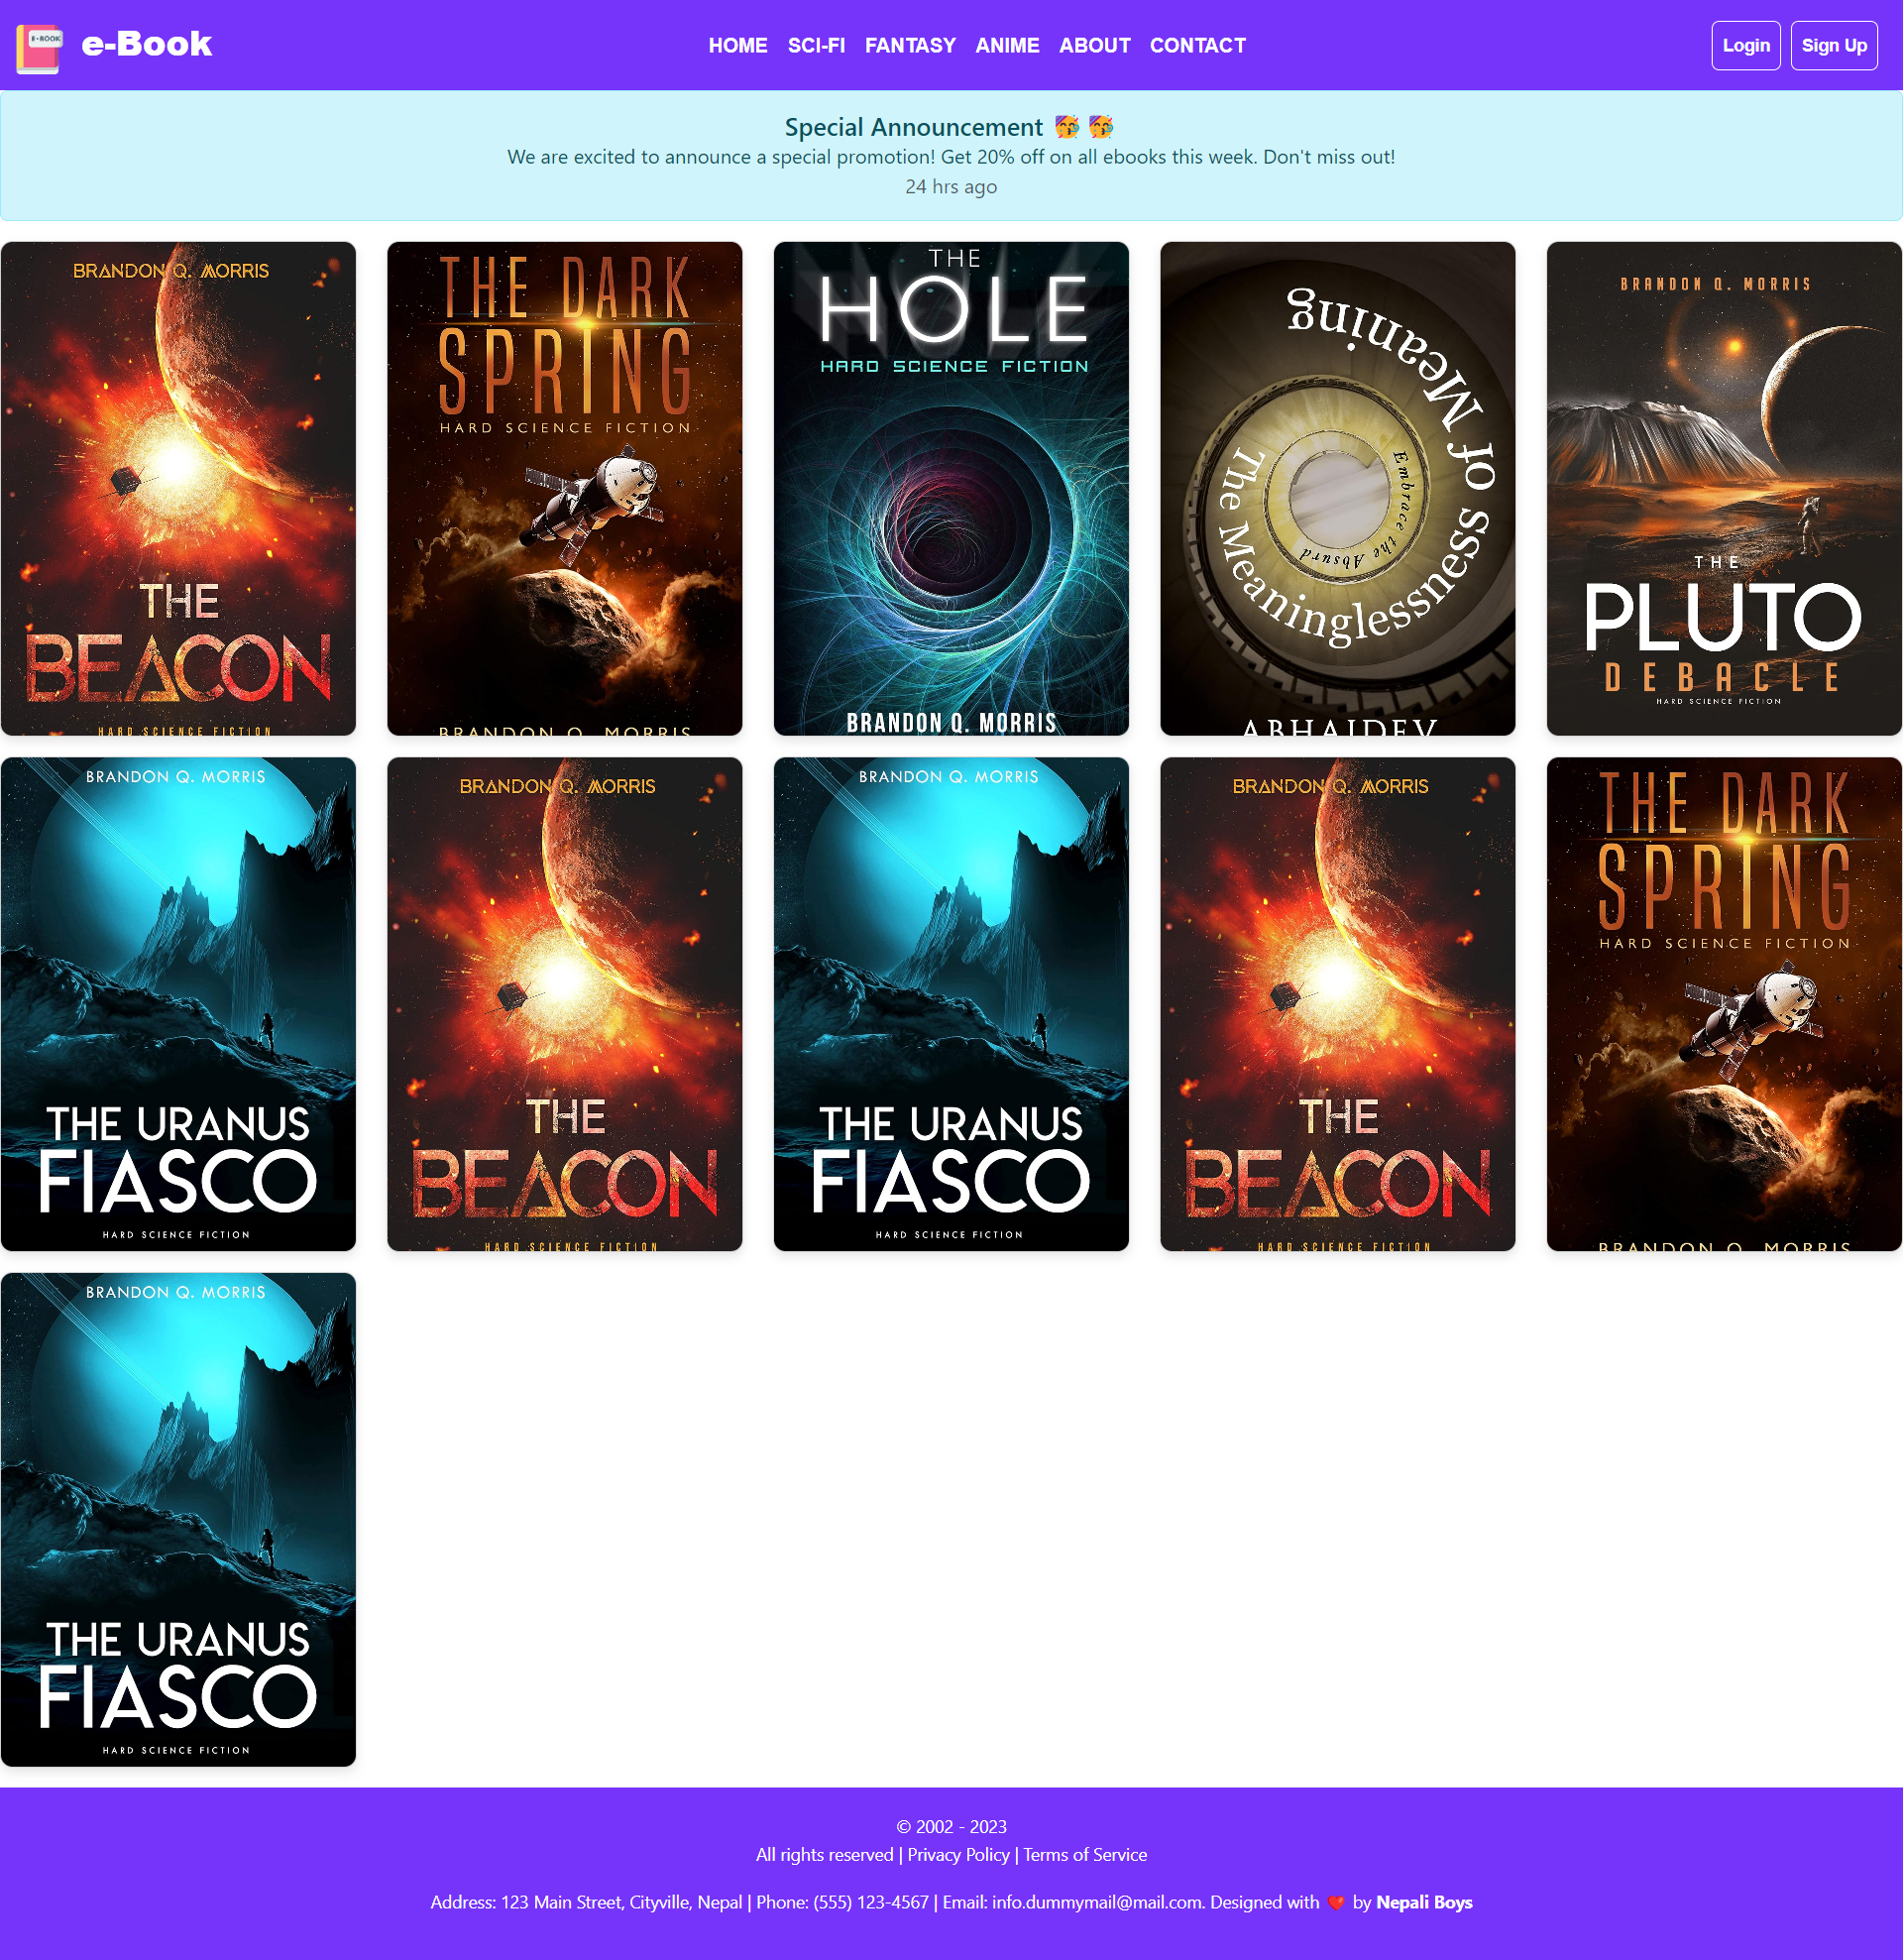 E-BOOK
e-Book
HOME SCI-FI FANTASY ANIME ABOUT CONTACT
Login
Sign Up
Special Announcement 🥳 🥳
We are excited to announce a special promotion! Get 20% off on all ebooks this week. Don't miss out!
24 hrs ago
BRANDON Q. MORRIS
THE
BEACON
HARD SCIENCE FICTION
THE DARK
SPRING
HARD SCIENCE FICTION
BRANDON Q. MORRIS
THE
HOLE
HARD SCIENCE FICTION
BRANDON Q. MORRIS
The Meaninglessness of Meaning
Embrace the Absurd
ABHAIDEV
BRANDON Q. MORRIS
THE
PLUTO
DEBACLE
HARD SCIENCE FICTION
BRANDON Q. MORRIS
THE URANUS
FIASCO
HARD SCIENCE FICTION
BRANDON Q. MORRIS
THE
BEACON
HARD SCIENCE FICTION
BRANDON Q. MORRIS
THE URANUS
FIASCO
HARD SCIENCE FICTION
BRANDON Q. MORRIS
THE
BEACON
HARD SCIENCE FICTION
THE DARK
SPRING
HARD SCIENCE FICTION
BRANDON Q. MORRIS
BRANDON Q. MORRIS
THE URANUS
FIASCO
HARD SCIENCE FICTION
© 2002 - 2023
All rights reserved | Privacy Policy | Terms of Service
Address: 123 Main Street, Cityville, Nepal | Phone: (555) 123-4567 | Email: info.dummymail@mail.com. Designed with ❤️ by Nepali Boys